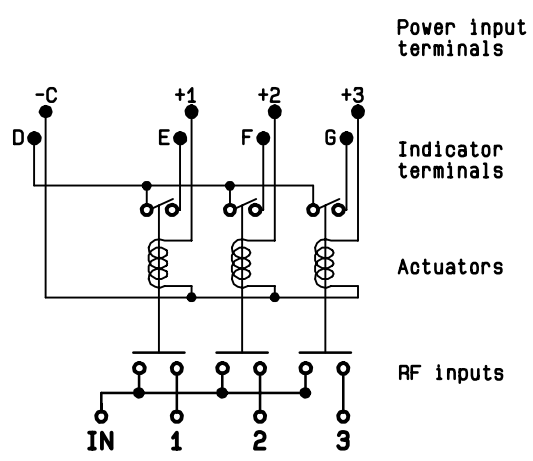 Power input
terminals
-C +1 +2 +3
D E F G
Indicator
terminals
Actuators
RF inputs
IN 1 2 3